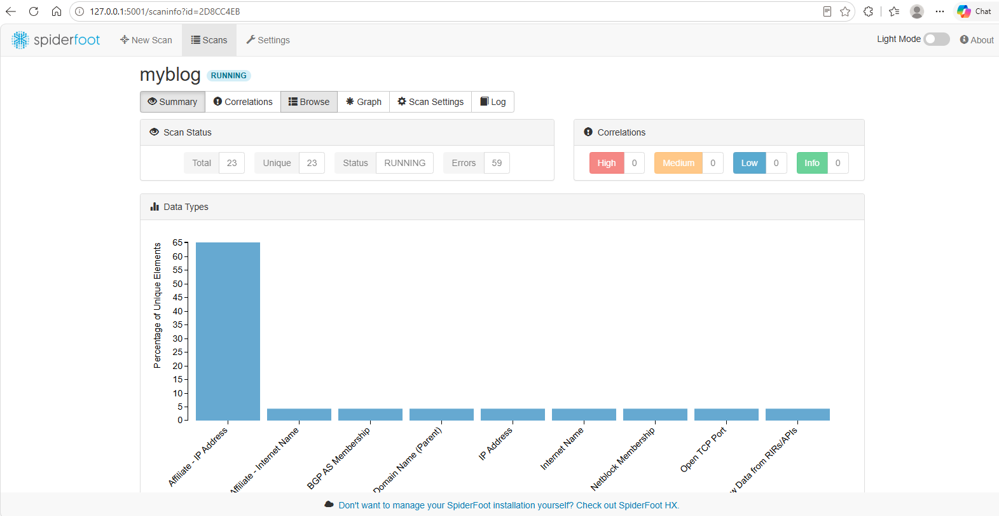 127.0.0.1:5001/scaninfo?id=2D8CC4EB
Chat
spiderfoot
New Scan
Scans
Settings
Light Mode
About
myblog RUNNING
Summary
Correlations
Browse
Graph
Scan Settings
Log
Scan Status
Total 23
Unique 23
Status RUNNING
Errors 59
Correlations
High 0
Medium 0
Low 0
Info 0
Data Types
Percentage of Unique Elements
65
60
55
50
45
40
35
30
25
20
15
10
5
0
Affiliate - IP Address
Affiliate - Internet Name
BGP AS Membership
Domain Name (Parent)
IP Address
Internet Name
Netblock Membership
Open TCP Port
w Data from RIRs/APIs
Don't want to manage your SpiderFoot installation yourself? Check out SpiderFoot HX.